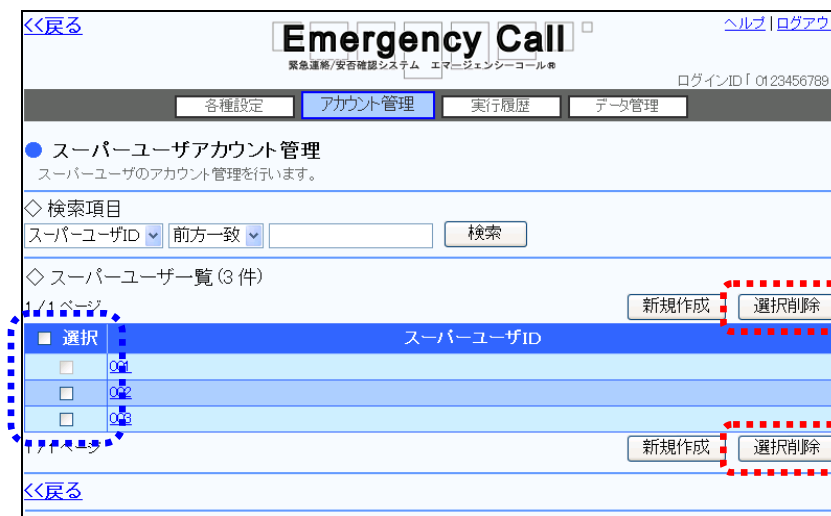 <<戻る
ヘルプ | ログアウ
Emergency Call
緊急連絡/安否確認システム エマージェンシーコール®
ログインID「 0123456789
各種設定 アカウント管理 実行履歴 データ管理
スーパーユーザアカウント管理
スーパーユーザのアカウント管理を行います。
◇ 検索項目
スーパーユーザID 前方一致 検索
◇ スーパーユーザ一覧 (3 件)
1 / 1 ページ 新規作成 選択削除
選択 スーパーユーザID
001
002
003
1 / 1 ページ 新規作成 選択削除
<<戻る